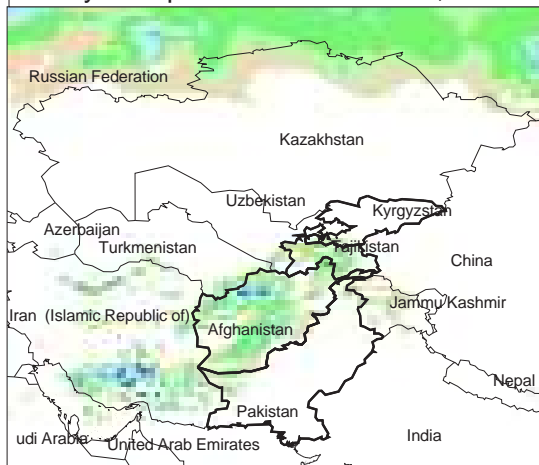 Russian Federation
Kazakhstan
Uzbekistan
Kyrgyzstan
Azerbaijan
Turkmenistan
Tajikistan
China
Iran (Islamic Republic of)
Jammu Kashmir
Afghanistan
Nepal
Pakistan
udi Arabia
United Arab Emirates
India